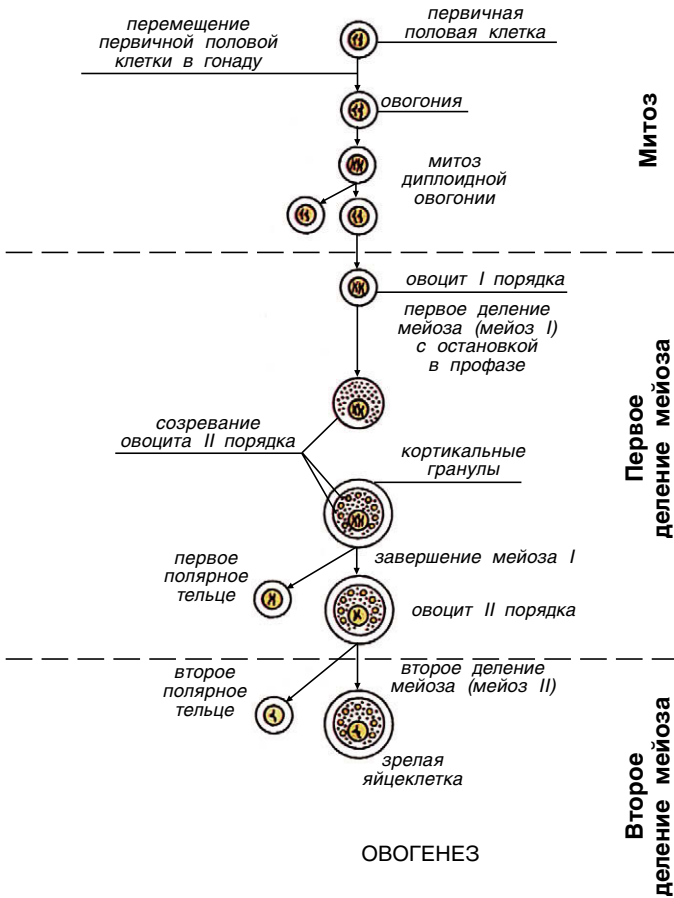 перемещение
первичной половой
клетки в гонаду
первичная
половая клетка
овогония
митоз
диплоидной
овогонии
Митоз
овоцит I порядка
первое деление
мейоза (мейоз I)
с остановкой
в профазе
созревание
овоцита II порядка
кортикальные
гранулы
Первое
деление мейоза
первое
полярное
тельце
завершение мейоза I
овоцит II порядка
второе
полярное
тельце
второе деление
мейоза (мейоз II)
зрелая
яйцеклетка
Второе
деление мейоза
ОВОГЕНЕЗ